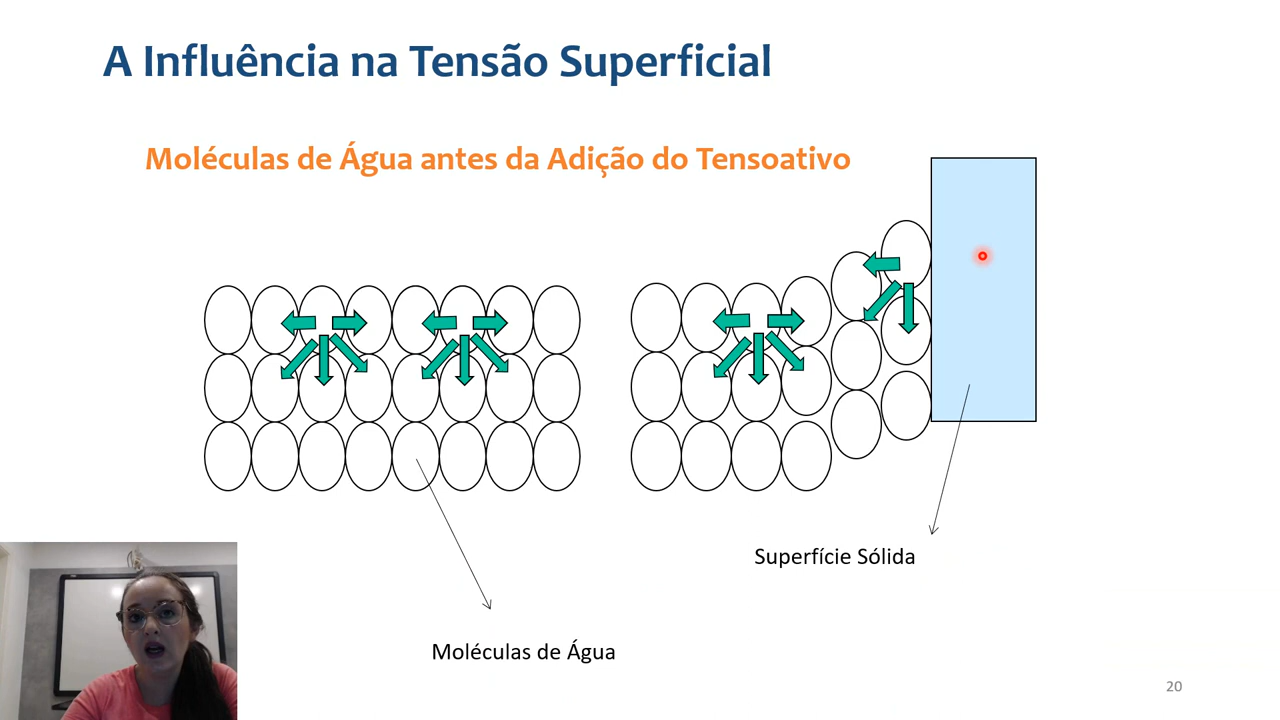 A Influência na Tensão Superficial
Moléculas de Água antes da Adição do Tensoativo
Superfície Sólida
Moléculas de Água
20